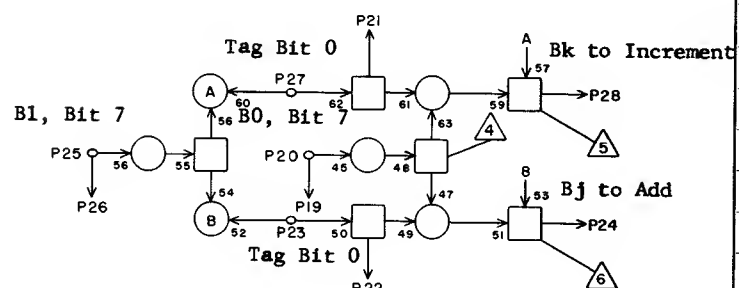 P21
Tag Bit 0
A
57
Bk to Increment
P27
A
60
62
61
59
P28
B1, Bit 7
56
B0, Bit 7
63
4
5
P25
56
55
P20
45
48
54
47
B
53
Bj to Add
P26
P19
B
52
P23
50
49
51
P24
Tag Bit 0
6
P22